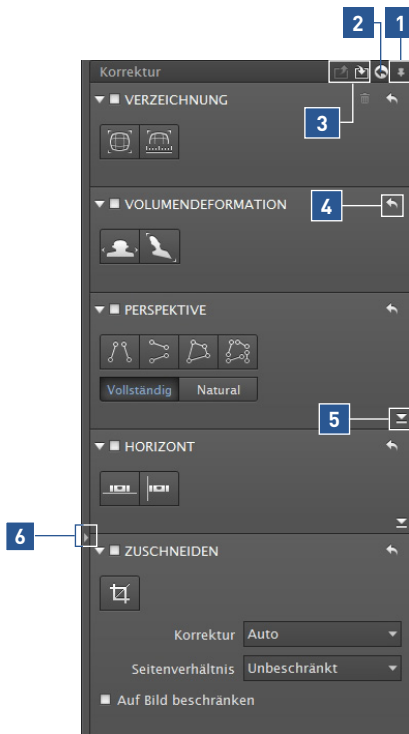 2 1
Korrektur
VERZEICHNUNG
3
VOLUMENDEFORMATION
4
PERSPEKTIVE
Vollständig Natural
5
HORIZONT
6
ZUSCHNEIDEN
Korrektur Auto
Seitenverhältnis Unbeschränkt
Auf Bild beschränken